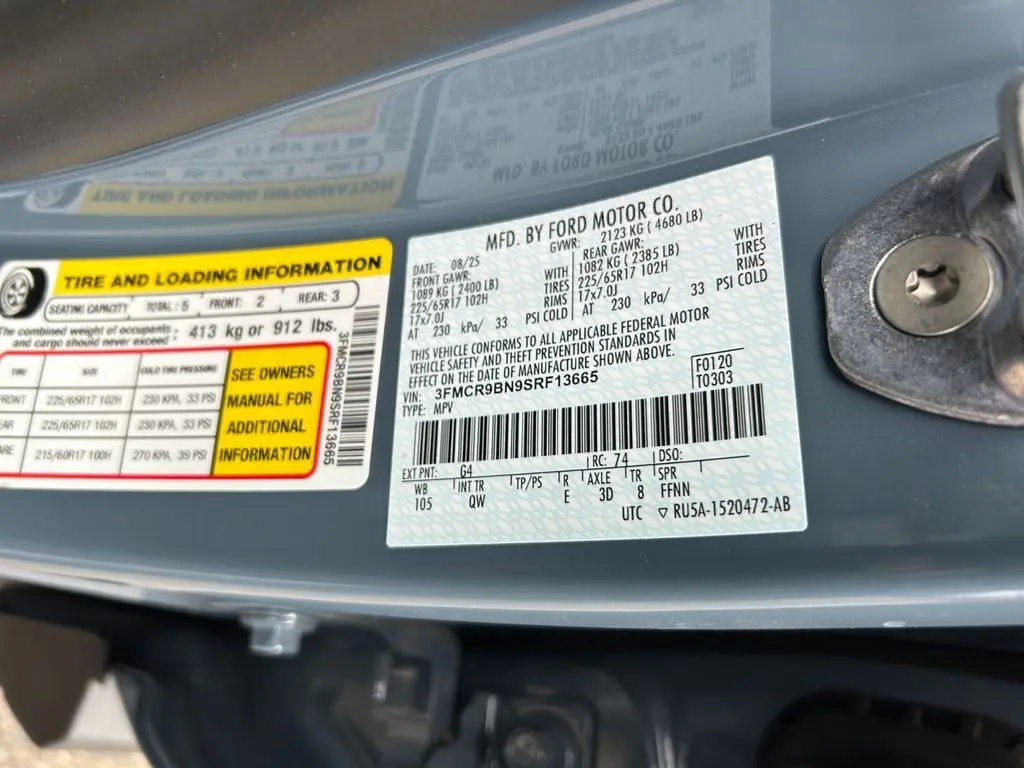 TIRE AND LOADING INFORMATION
SEATING CAPACITY TOTAL: 5 FRONT: 2 REAR: 3
The combined weight of occupants and cargo should never exceed : 413 kg or 912 lbs.
TIRE SIZE COLD TIRE PRESSURE
FRONT 225/65R17 102H 230 KPA, 33 PSI
REAR 225/65R17 102H 230 KPA, 33 PSI
SPARE 215/60R17 100H 270 KPA, 39 PSI
SEE OWNERS
MANUAL FOR
ADDITIONAL
INFORMATION
3FMCR9BN9SRF13665
MFD. BY FORD MOTOR CO.
DATE: 08/25 GVWR: 2123 KG ( 4680 LB)
FRONT GAWR: REAR GAWR:
1089 KG ( 2400 LB) WITH 1082 KG ( 2385 LB) WITH
225/65R17 102H TIRES 225/65R17 102H TIRES
17x7.0J RIMS 17x7.0J RIMS
AT 230 kPa/ 33 PSI COLD AT 230 kPa/ 33 PSI COLD
THIS VEHICLE CONFORMS TO ALL APPLICABLE FEDERAL MOTOR
VEHICLE SAFETY AND THEFT PREVENTION STANDARDS IN
EFFECT ON THE DATE OF MANUFACTURE SHOWN ABOVE.
VIN: 3FMCR9BN9SRF13665 F0120
TYPE: MPV T0303
EXT PNT: G4 RC: 74 DSO:
WB INT TR TP/PS R AXLE TR SPR
105 QW E 3D 8 FFNN
UTC ▽ RU5A-1520472-AB